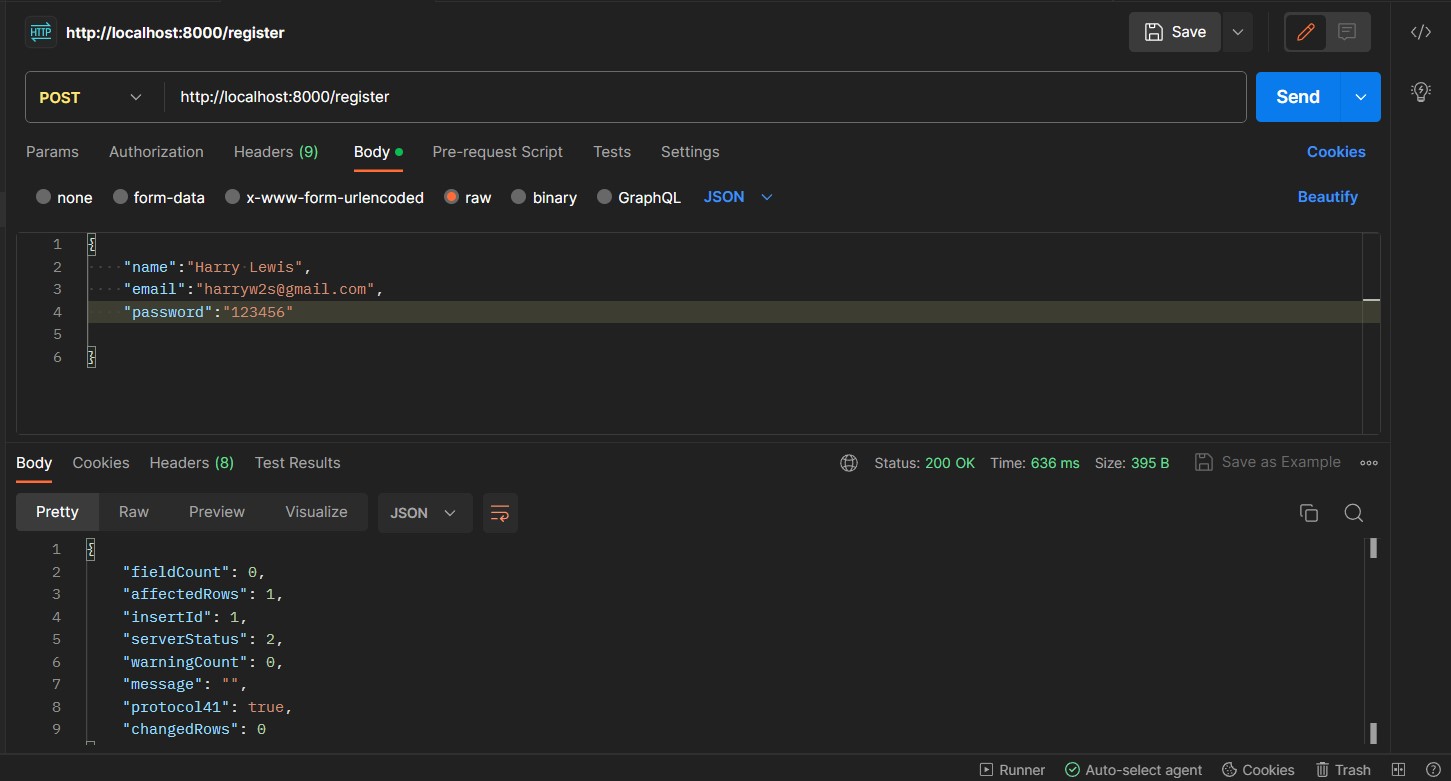 HTTP http://localhost:8000/register Save
POST http://localhost:8000/register Send
Params Authorization Headers (9) Body Pre-request Script Tests Settings Cookies
none form-data x-www-form-urlencoded raw binary GraphQL JSON Beautify
1 {
2 "name":"Harry Lewis",
3 "email":"harryw2s@gmail.com",
4 "password":"123456"
5
6 }
Body Cookies Headers (8) Test Results Status: 200 OK Time: 636 ms Size: 395 B Save as Example
Pretty Raw Preview Visualize JSON
1 {
2 "fieldCount": 0,
3 "affectedRows": 1,
4 "insertId": 1,
5 "serverStatus": 2,
6 "warningCount": 0,
7 "message": "",
8 "protocol41": true,
9 "changedRows": 0
Runner Auto-select agent Cookies Trash